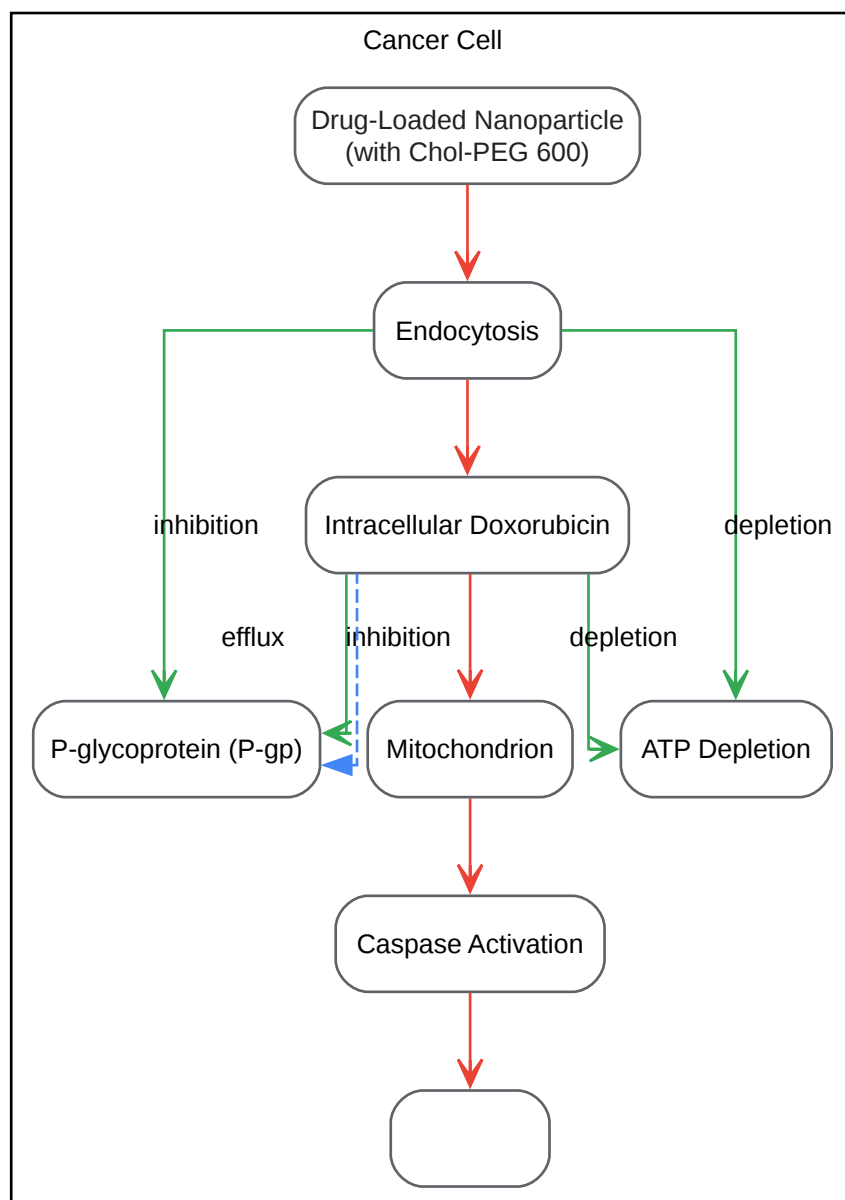 Cancer Cell
Drug-Loaded Nanoparticle
(with Chol-PEG 600)
Endocytosis
inhibition
Intracellular Doxorubicin
depletion
efflux
inhibition
depletion
P-glycoprotein (P-gp)
Mitochondrion
ATP Depletion
Caspase Activation